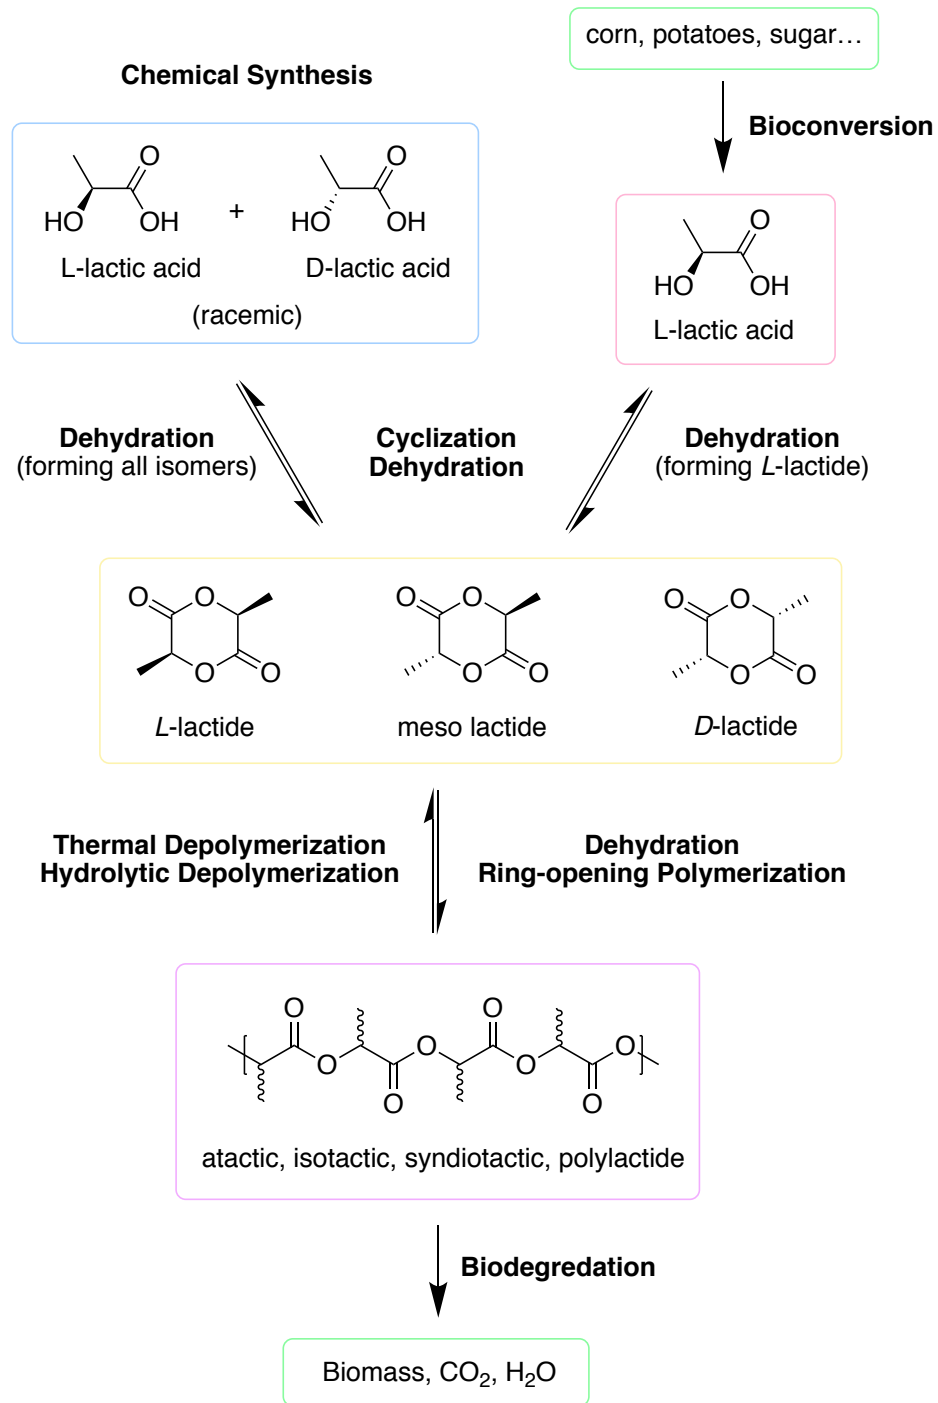 corn, potatoes, sugar…
Chemical Synthesis
Bioconversion
O
HO
OH
L-lactic acid
+
O
HO
OH
D-lactic acid
(racemic)
O
HO
OH
L-lactic acid
Dehydration
(forming all isomers)
Cyclization
Dehydration
Dehydration
(forming L-lactide)
O
O
O
O
L-lactide
O
O
O
O
meso lactide
O
O
O
O
D-lactide
Thermal Depolymerization
Hydrolytic Depolymerization
Dehydration
Ring-opening Polymerization
O
O
O
O
O
O
O
O
atactic, isotactic, syndiotactic, polylactide
Biodegredation
Biomass, CO₂, H₂O